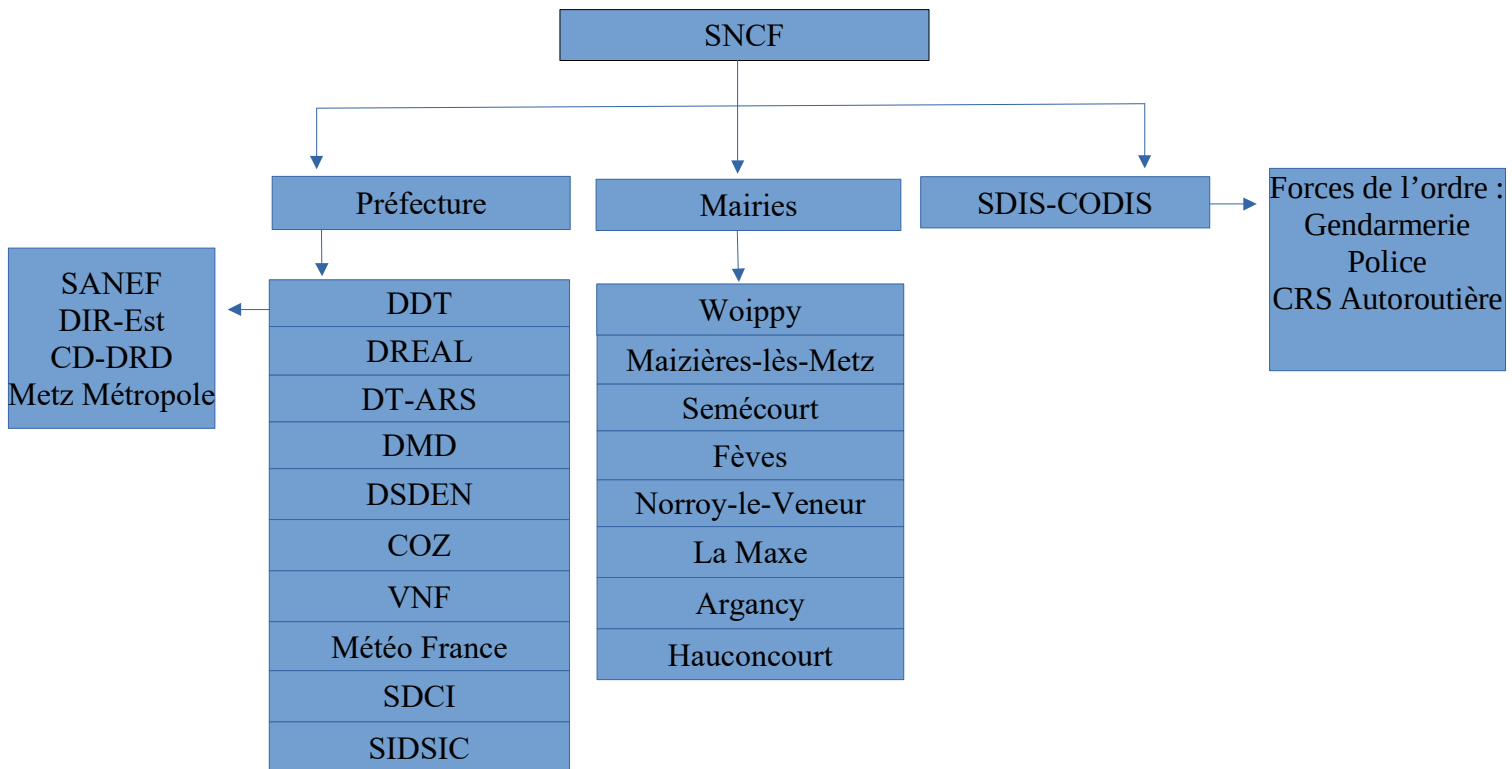 SNCF
Préfecture
Mairies
SDIS-CODIS
Forces de l’ordre :
Gendarmerie
Police
CRS Autoroutière
SANEF
DIR-Est
CD-DRD
Metz Métropole
DDT
DREAL
DT-ARS
DMD
DSDEN
COZ
VNF
Météo France
SDCI
SIDSIC
Woippy
Maizières-lès-Metz
Semécourt
Fèves
Norroy-le-Veneur
La Maxe
Argancy
Hauconcourt